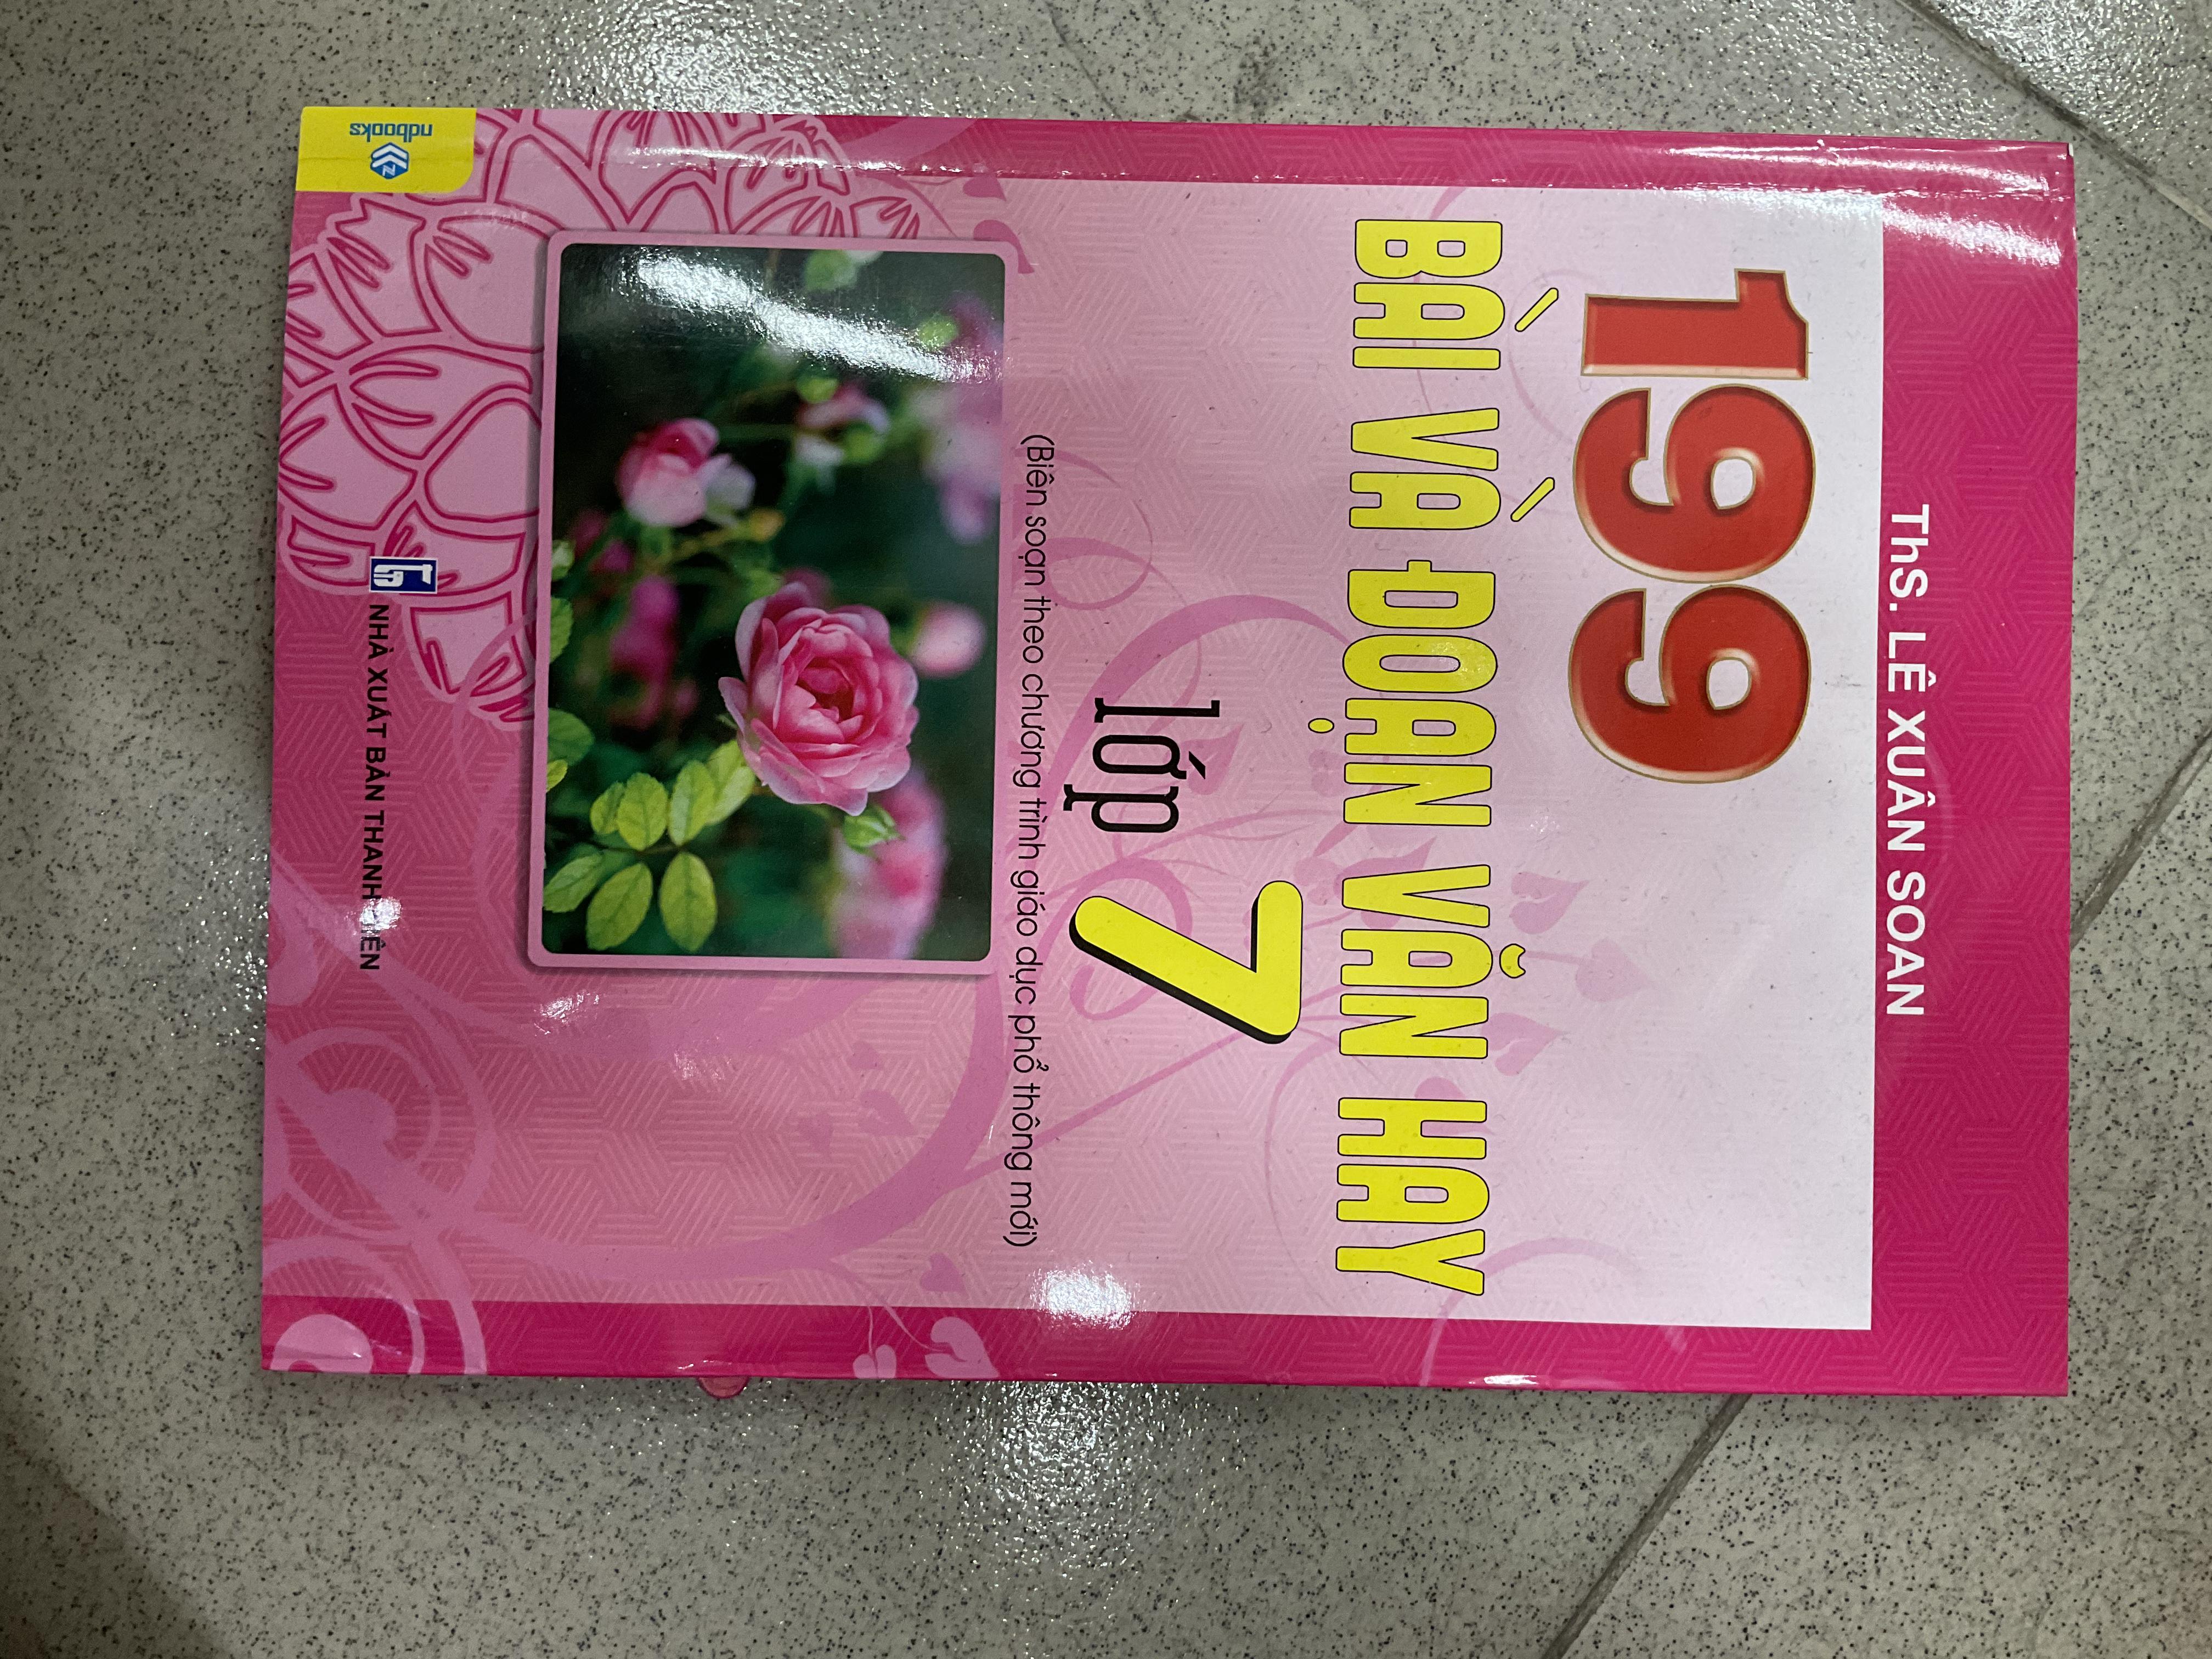 ThS. LÊ XUÂN SOAN
199
BÀI VÀ ĐOẠN VĂN HAY
lớp 7
(Biên soạn theo chương trình giáo dục phổ thông mới)
ndbooks
NHÀ XUẤT BẢN THANH NIÊN